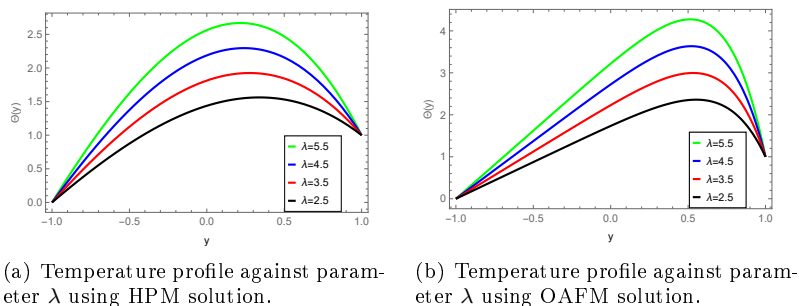 2.5
2.0
1.5
1.0
0.5
0.0
Θ(y)
−1.0 −0.5 0.0 0.5 1.0
y
λ=5.5
λ=4.5
λ=3.5
λ=2.5
4
3
2
1
0
Θ(y)
−1.0 −0.5 0.0 0.5 1.0
y
λ=5.5
λ=4.5
λ=3.5
λ=2.5
(a) Temperature profile against param-
eter λ using HPM solution.
(b) Temperature profile against param-
eter λ using OAFM solution.